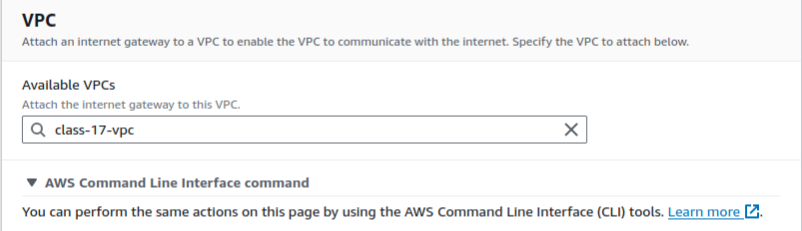 VPC
Attach an internet gateway to a VPC to enable the VPC to communicate with the internet. Specify the VPC to attach below.
Available VPCs
Attach the internet gateway to this VPC.
class-17-vpc
AWS Command Line Interface command
You can perform the same actions on this page by using the AWS Command Line Interface (CLI) tools. Learn more.